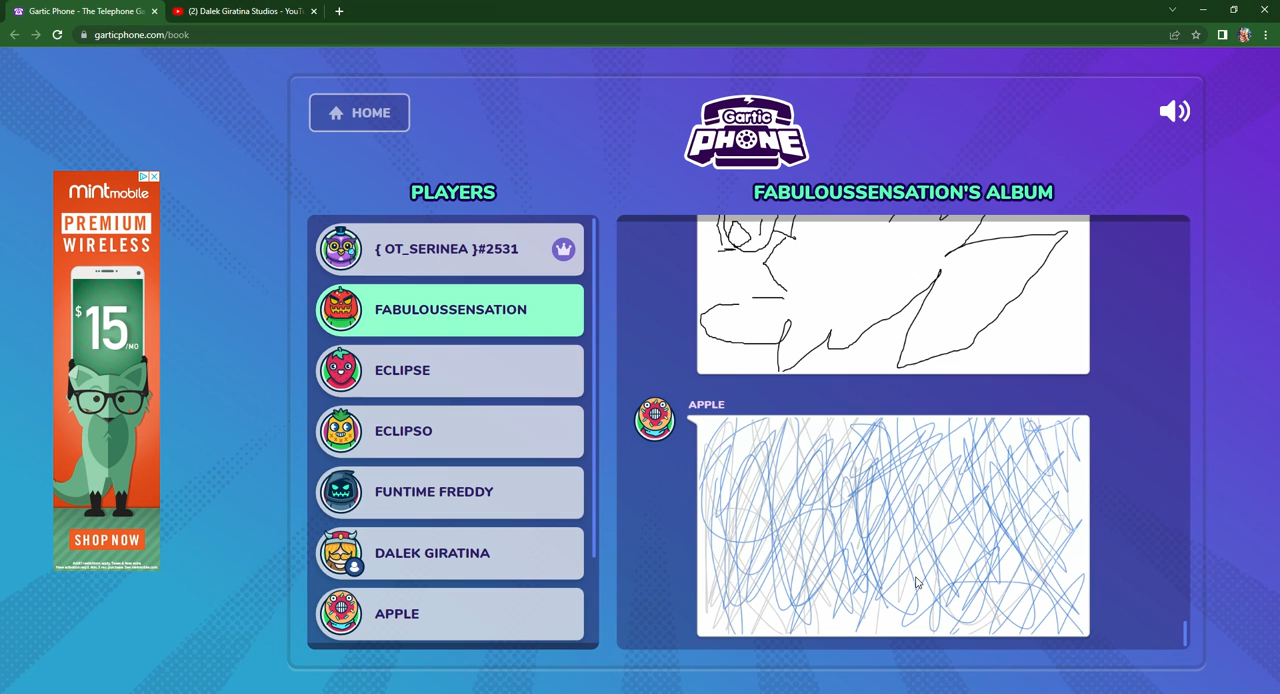 Gartic Phone - The Telephone Ga
(2) Dalek Giratina Studios - YouTu
garticphone.com/book
HOME
Gartic
PHONE
PLAYERS
FABULOUSSENSATION'S ALBUM
{ OT_SERINEA }#2531
FABULOUSSENSATION
ECLIPSE
ECLIPSO
FUNTIME FREDDY
DALEK GIRATINA
APPLE
APPLE
mintmobile
PREMIUM
WIRELESS
$15/MO
SHOP NOW